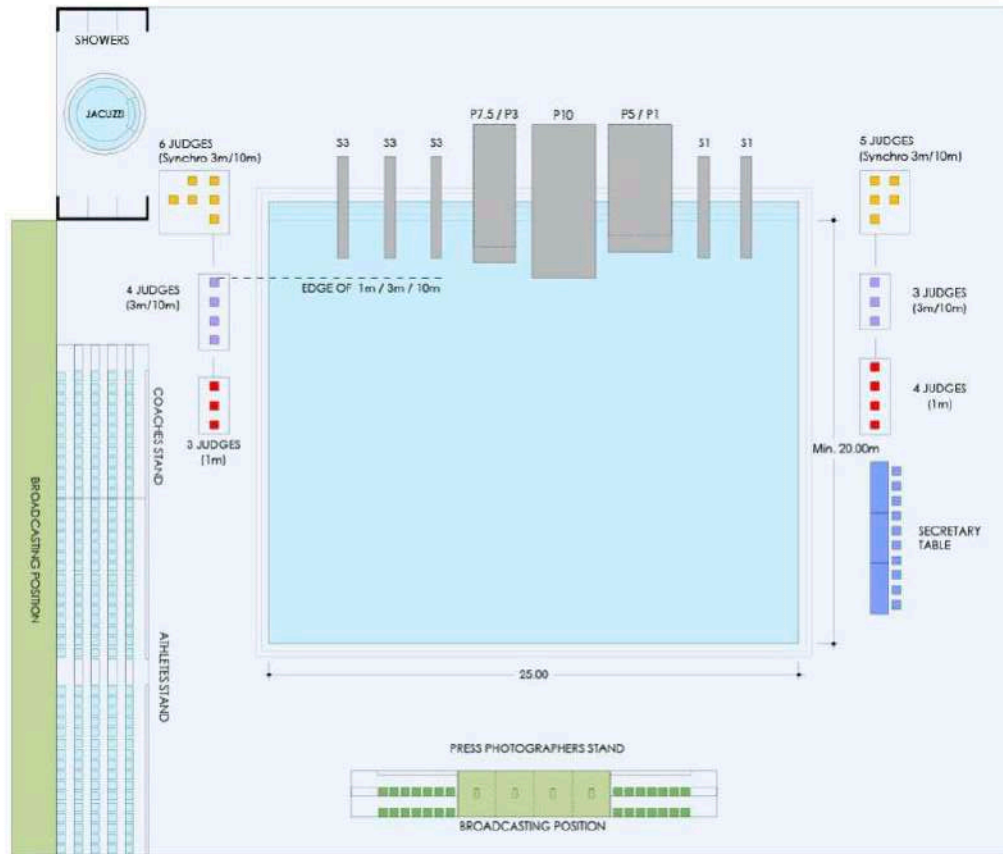 SHOWERS
JACUZZI
6 JUDGES
(Synchro 3m/10m)
S3
S3
S3
P7.5 / P3
P10
P5 / P1
S1
S1
5 JUDGES
(Synchro 3m/10m)
4 JUDGES
(3m/10m)
EDGE OF 1m / 3m / 10m
3 JUDGES
(3m/10m)
3 JUDGES
(1m)
4 JUDGES
(1m)
Min. 20.00m
COACHES STAND
BROADCASTING POSITION
SECRETARY
TABLE
ATHLETES STAND
25.00
PRESS PHOTOGRAPHERS STAND
BROADCASTING POSITION